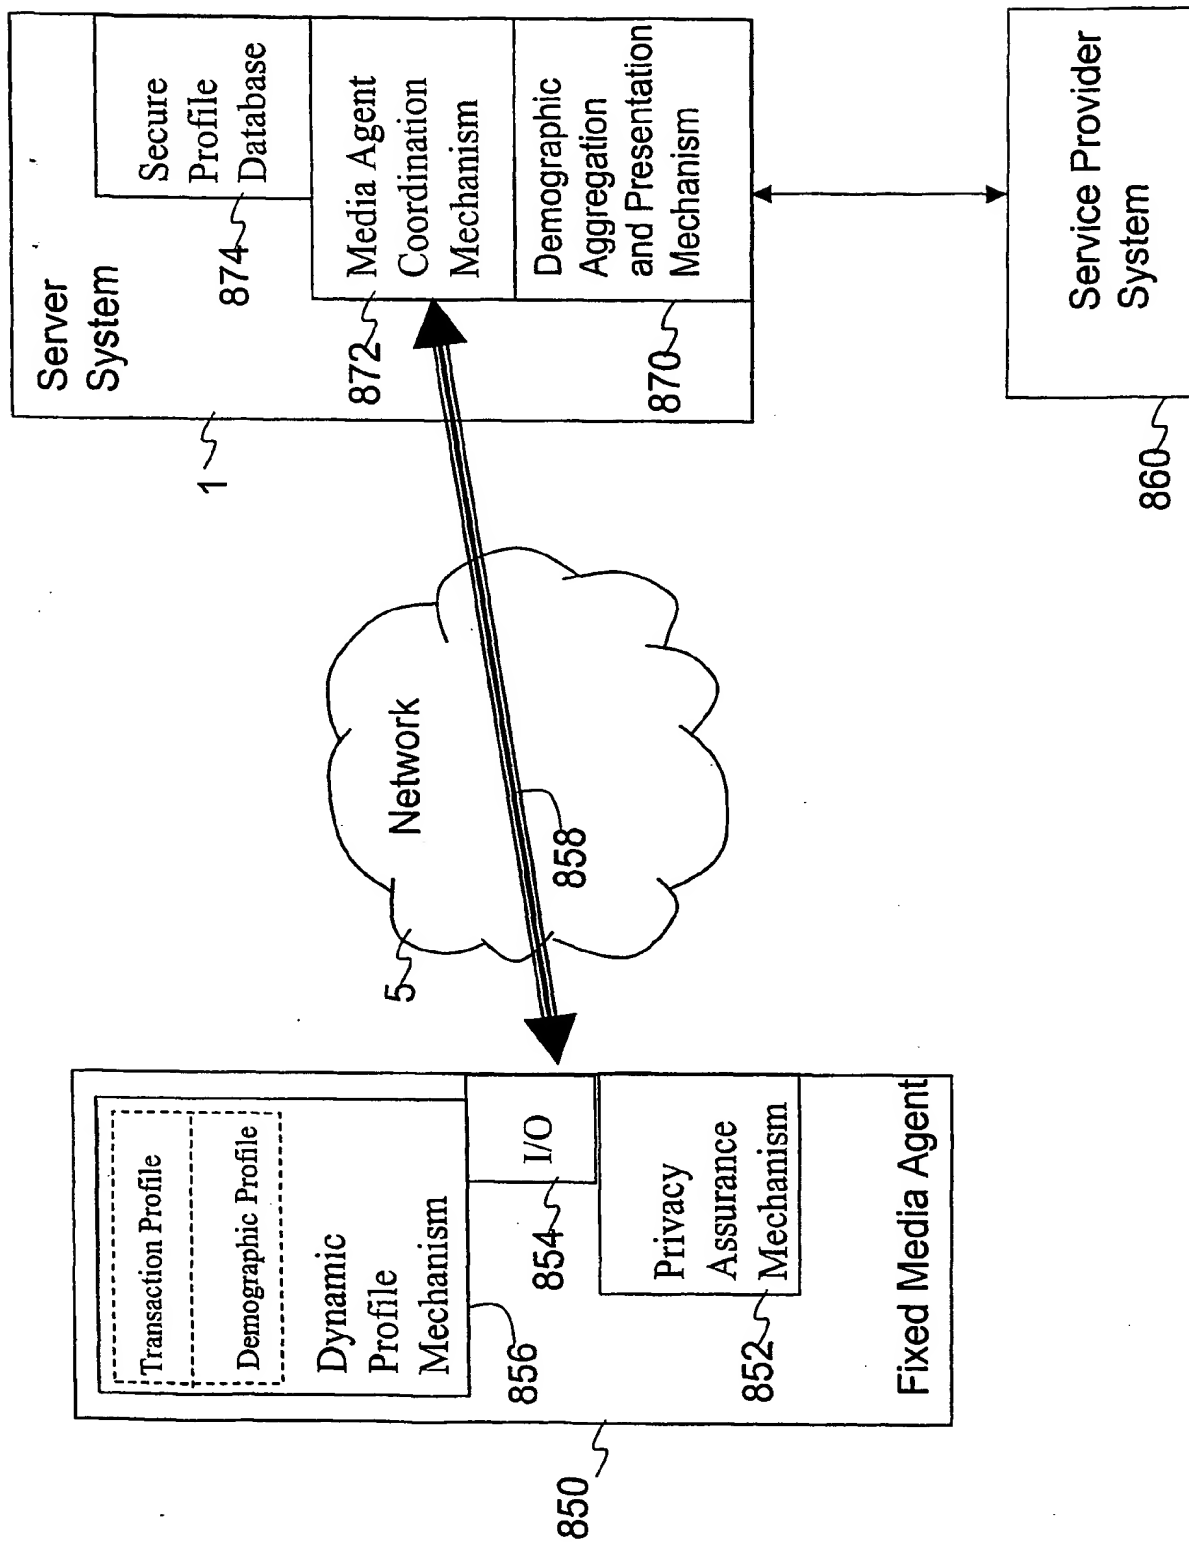 Transaction Profile
Demographic Profile
Dynamic
Profile
Mechanism
856
I/O
854
Privacy
Assurance
Mechanism
852
Fixed Media Agent
850
Network
5
858
Server
System
1
Secure
Profile
Database
874
Media Agent
Coordination
Mechanism
872
Demographic
Aggregation
and Presentation
Mechanism
870
Service Provider
System
860